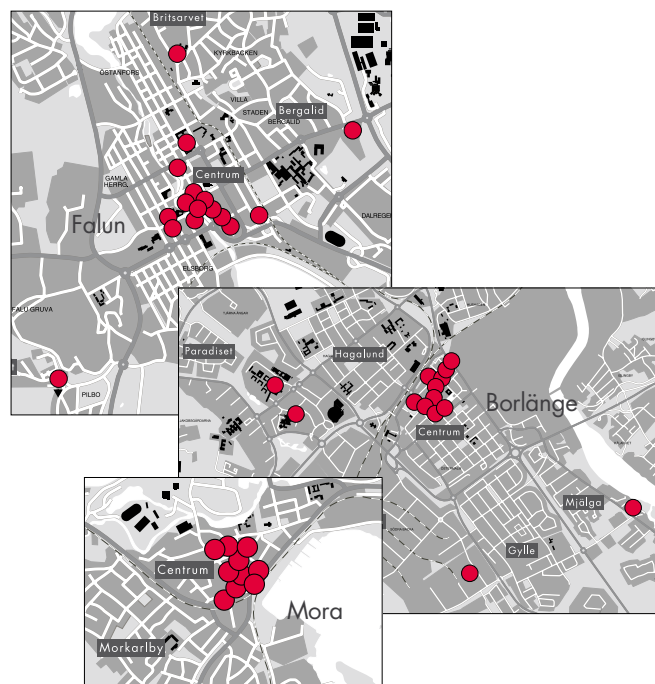 Britsarvet
KYRKBACKEN
ÖSTANFORS
VILLA
STADEN
Bergalid
BERGALID
Centrum
GAMLA
HERRG.
Falun
DALREGE
ELSBORG
FALU GRUVA
PILBO
Paradiset
Hagalund
Borlänge
Centrum
Mjälga
Gylle
Centrum
Mora
Morkarlby